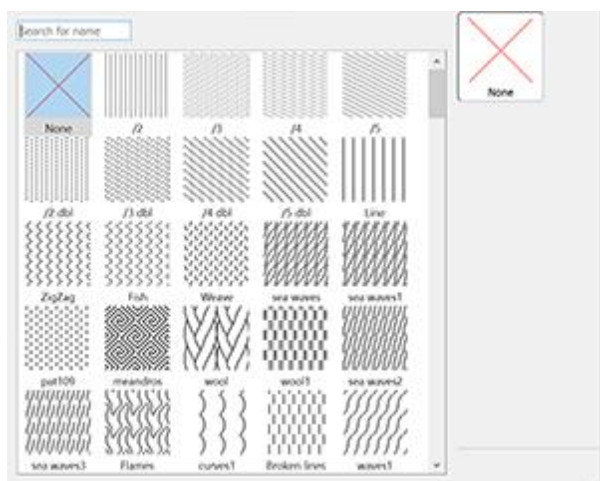 Search for name
None
None /2 /3 /4 /5
/2 dbl /3 dbl /4 dbl /5 dbl Line
ZigZag Fish Weave sea waves sea waves1
pat109 meandros wool wool1 sea waves2
sea waves3 Flames curves1 Broken lines waves1